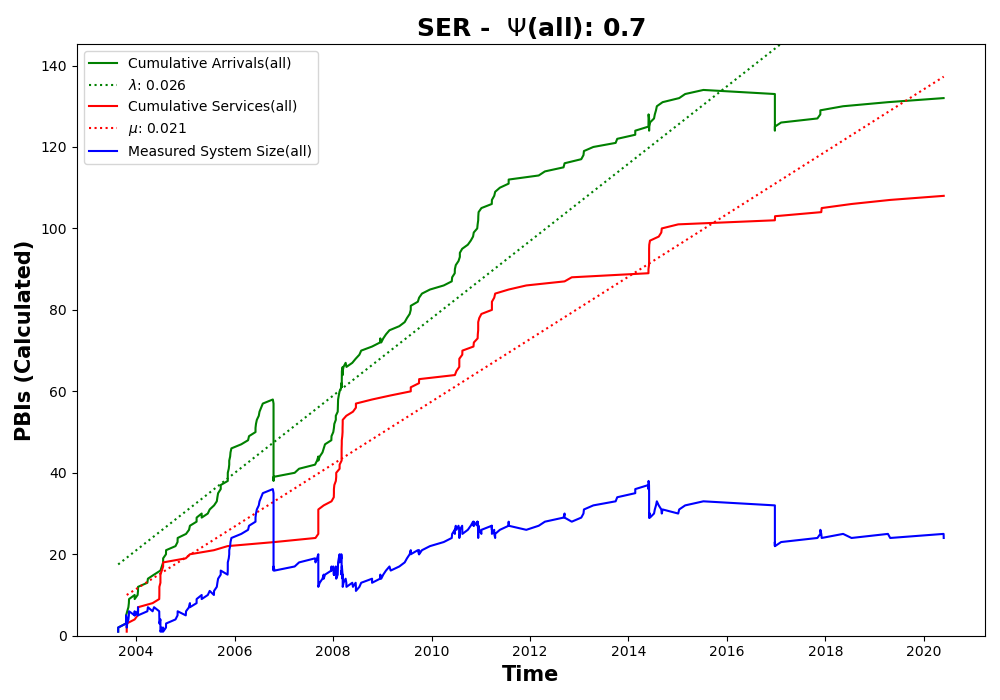 SER - Ψ(all): 0.7
Cumulative Arrivals(all)
λ: 0.026
Cumulative Services(all)
μ: 0.021
Measured System Size(all)
PBIs (Calculated)
140
120
100
80
60
40
20
0
2004 2006 2008 2010 2012 2014 2016 2018 2020
Time